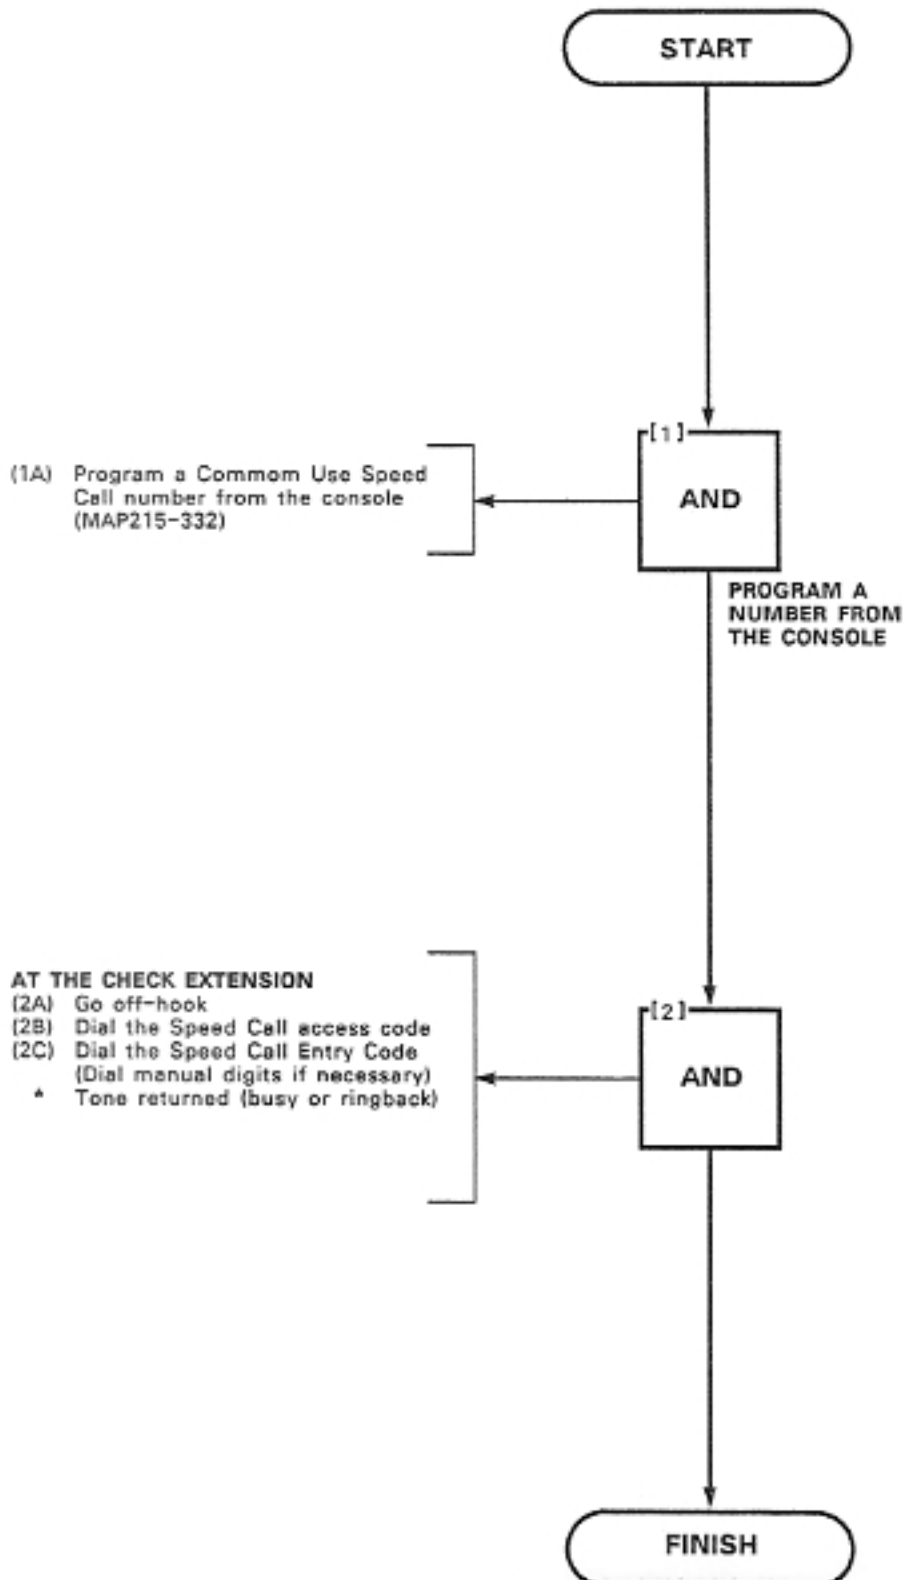 START
[1]
AND
(1A) Program a Commom Use Speed
Call number from the console
(MAP215-332)
PROGRAM A
NUMBER FROM
THE CONSOLE
[2]
AND
AT THE CHECK EXTENSION
(2A) Go off-hook
(2B) Dial the Speed Call access code
(2C) Dial the Speed Call Entry Code
(Dial manual digits if necessary)
* Tone returned (busy or ringback)
FINISH